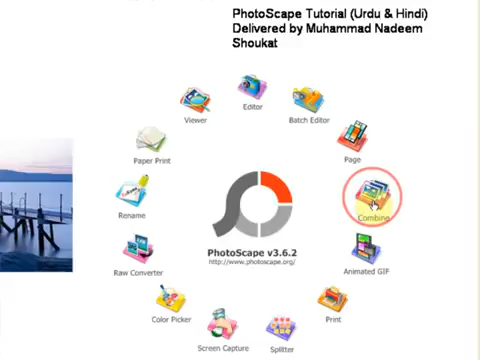 PhotoScape Tutorial (Urdu & Hindi)
Delivered by Muhammad Nadeem
Shoukat
Editor
Viewer
Batch Editor
Paper Print
Page
Rename
Combine
PhotoScape v3.6.2
http://www.photoscape.org/
Raw Converter
Animated GIF
Color Picker
Print
Screen Capture
Splitter